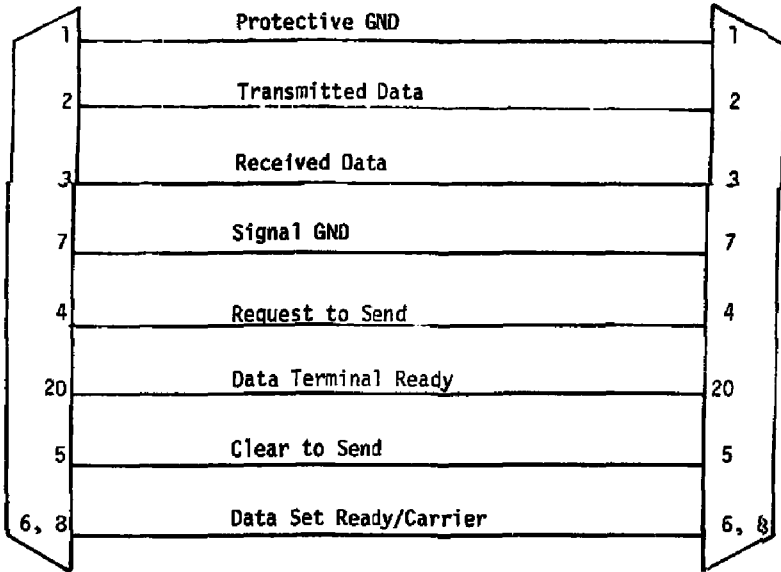 Protective GND
1 1
Transmitted Data
2 2
Received Data
3 3
Signal GND
7 7
Request to Send
4 4
Data Terminal Ready
20 20
Clear to Send
5 5
Data Set Ready/Carrier
6, 8 6, 8